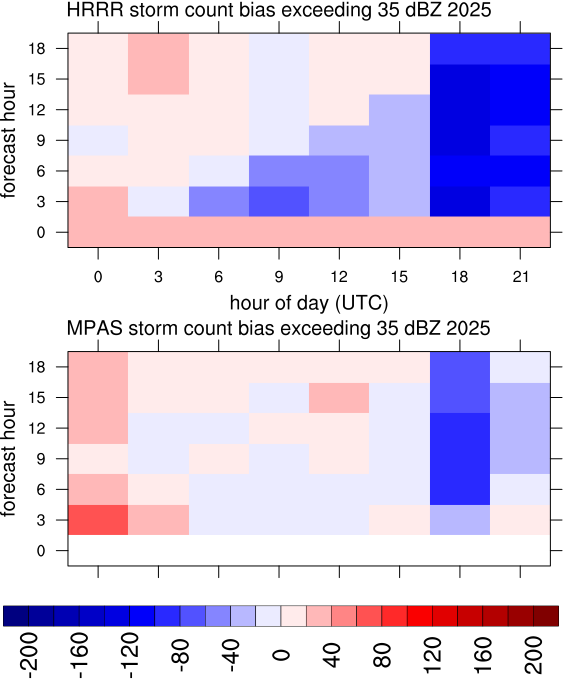 HRRR storm count bias exceeding 35 dBZ 2025
forecast hour
18
15
12
9
6
3
0
0 3 6 9 12 15 18 21
hour of day (UTC)
MPAS storm count bias exceeding 35 dBZ 2025
forecast hour
18
15
12
9
6
3
0
-200 -160 -120 -80 -40 0 40 80 120 160 200